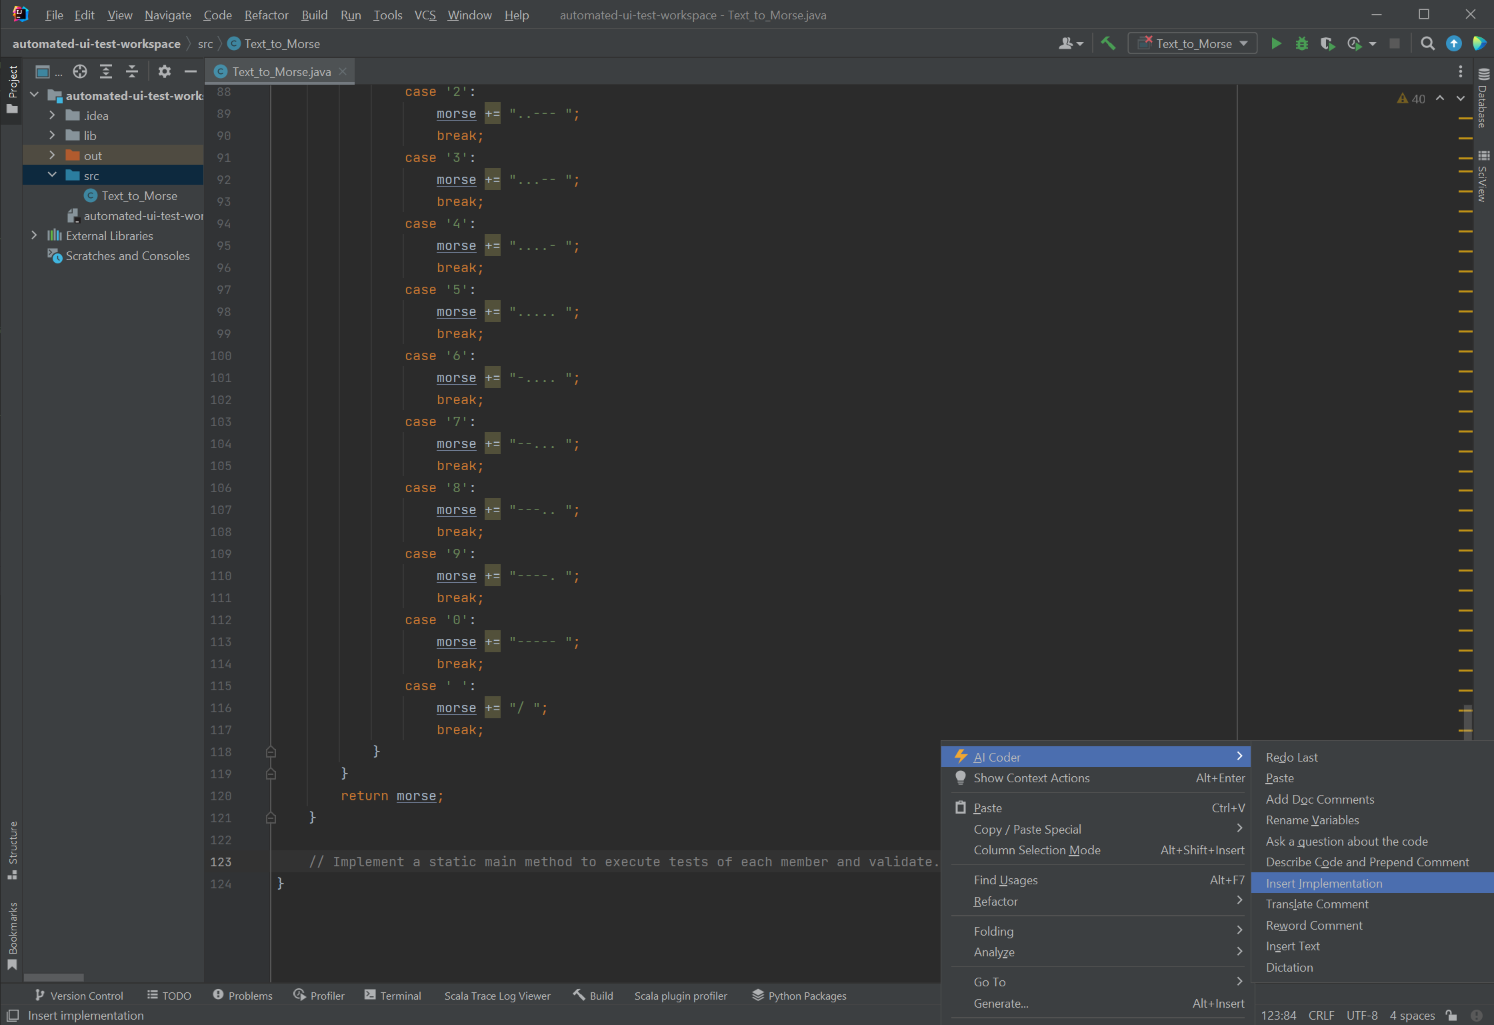 File Edit View Navigate Code Refactor Build Run Tools VCS Window Help automated-ui-test-workspace - Text_to_Morse.java
automated-ui-test-workspace src Text_to_Morse
Text_to_Morse
Project
...
Text_to_Morse.java
automated-ui-test-work
.idea
lib
out
src
Text_to_Morse
automated-ui-test-wor
External Libraries
Scratches and Consoles
40
88 case '2':
89 morse += "..--- ";
90 break;
91 case '3':
92 morse += "...-- ";
93 break;
94 case '4':
95 morse += "....- ";
96 break;
97 case '5':
98 morse += "..... ";
99 break;
100 case '6':
101 morse += "-.... ";
102 break;
103 case '7':
104 morse += "--... ";
105 break;
106 case '8':
107 morse += "---.. ";
108 break;
109 case '9':
110 morse += "----. ";
111 break;
112 case '0':
113 morse += "----- ";
114 break;
115 case ' ':
116 morse += "/ ";
117 break;
118 }
119 }
120 return morse;
121 }
122
123 // Implement a static main method to execute tests of each member and validate.
124 }
Database
SciView
Structure
Bookmarks
AI Coder
Show Context Actions Alt+Enter
Paste Ctrl+V
Copy / Paste Special
Column Selection Mode Alt+Shift+Insert
Find Usages Alt+F7
Refactor
Folding
Analyze
Go To
Generate... Alt+Insert
Redo Last
Paste
Add Doc Comments
Rename Variables
Ask a question about the code
Describe Code and Prepend Comment
Insert Implementation
Translate Comment
Reword Comment
Insert Text
Dictation
Version Control TODO Problems Profiler Terminal Scala Trace Log Viewer Build Scala plugin profiler Python Packages
Insert implementation
123:84 CRLF UTF-8 4 spaces